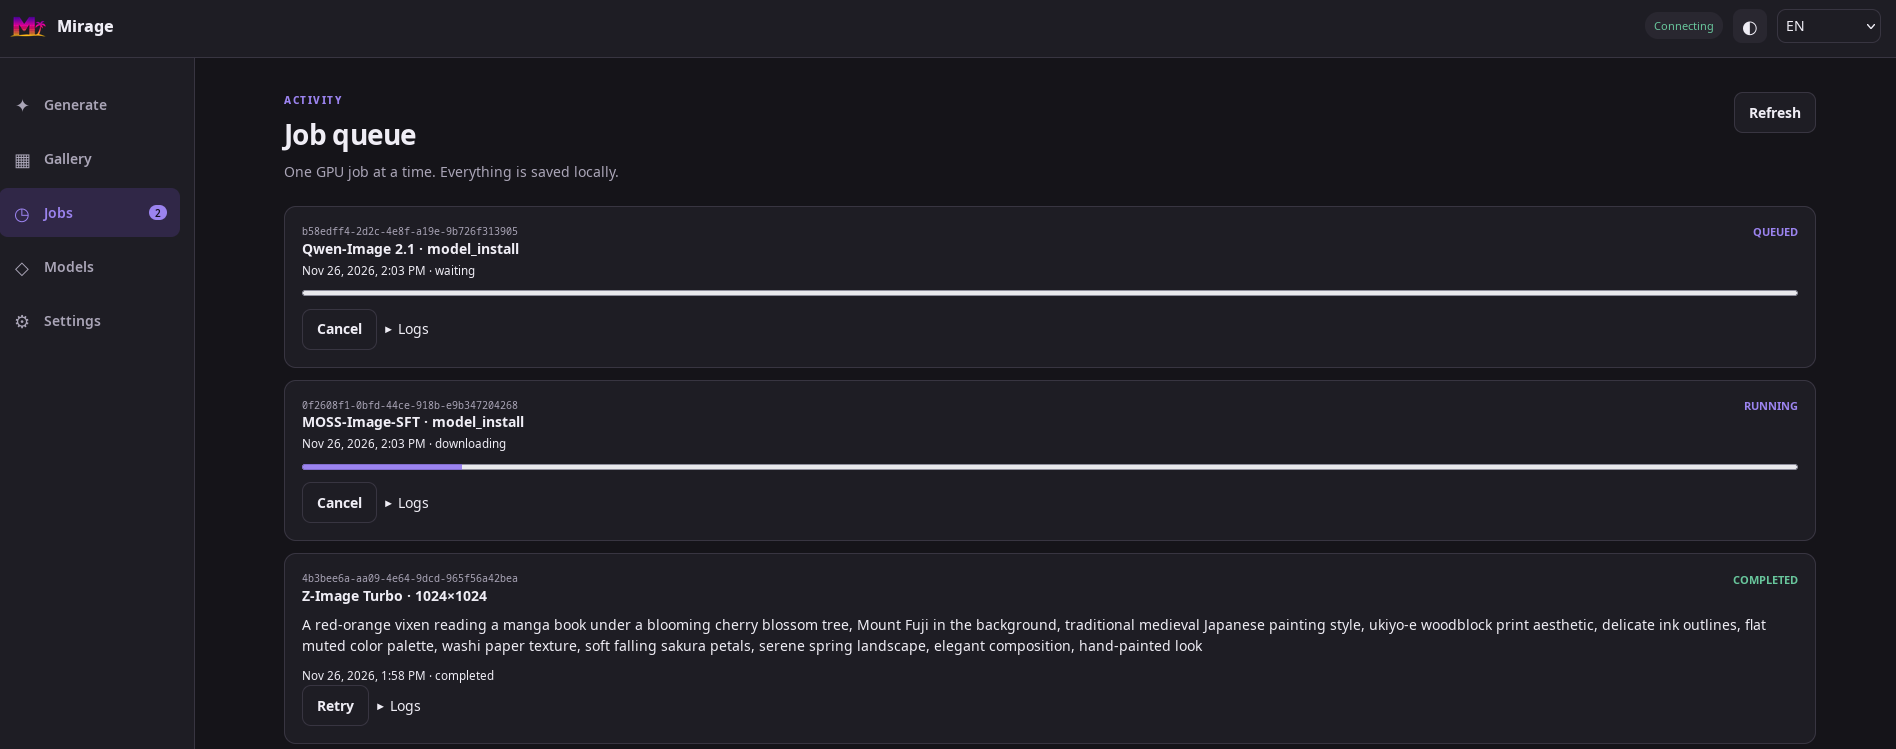 Mirage
Connecting
EN
Generate
Gallery
Jobs
2
Models
Settings
ACTIVITY
Job queue
One GPU job at a time. Everything is saved locally.
Refresh
b58edff4-2d2c-4e8f-a19e-9b726f313905
QUEUED
Qwen-Image 2.1 · model_install
Nov 26, 2026, 2:03 PM · waiting
Cancel
▸ Logs
0f2608f1-0bfd-44ce-918b-e9b347204268
RUNNING
MOSS-Image-SFT · model_install
Nov 26, 2026, 2:03 PM · downloading
Cancel
▸ Logs
4b3bee6a-aa09-4e64-9dcd-965f56a42bea
COMPLETED
Z-Image Turbo · 1024×1024
A red-orange vixen reading a manga book under a blooming cherry blossom tree, Mount Fuji in the background, traditional medieval Japanese painting style, ukiyo-e woodblock print aesthetic, delicate ink outlines, flat
muted color palette, washi paper texture, soft falling sakura petals, serene spring landscape, elegant composition, hand-painted look
Nov 26, 2026, 1:58 PM · completed
Retry
▸ Logs